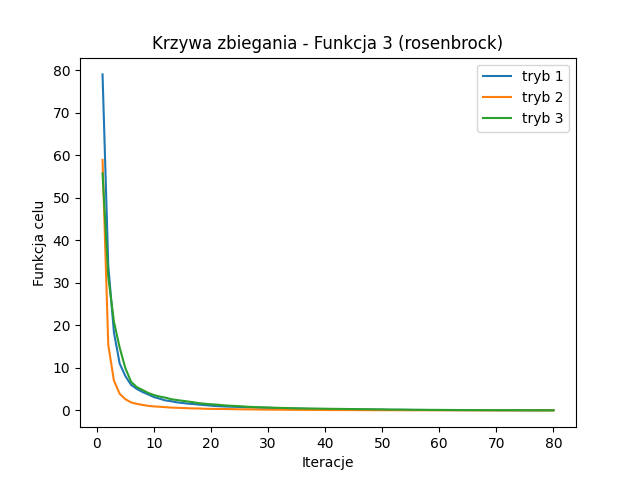 Krzywa zbiegania - Funkcja 3 (rosenbrock)
80
70
60
50
40
30
20
10
0
Funkcja celu
tryb 1
tryb 2
tryb 3
0 10 20 30 40 50 60 70 80
Iteracje